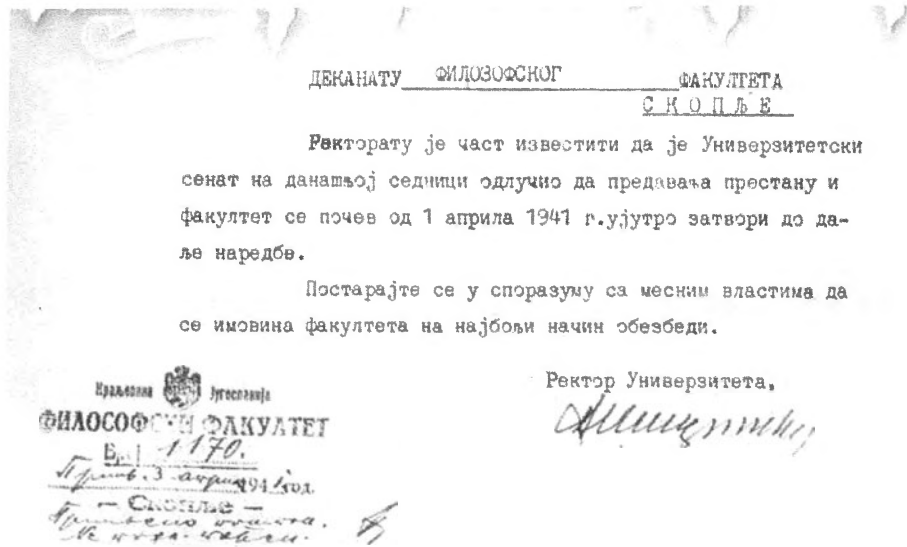 ДЕКАНАТУ ФИЛОЗОФСКОГ ФАКУЛТЕТА
СКОПЉЕ
Ректорату је част известити да је Универзитетски
сенат на данашњој седници одлучио да предавања престану и
факултет се почев од 1 априла 1941 г.ујутро затвори до да-
ље наредбе.
Постарајте се у споразуму са месним властима да
се имовина факултета на најбољи начин обезбеди.
Ректор Универзитета,
Краљевина Југославија
ФИЛОСОФСКИ ФАКУЛТЕТ
Број 1170.
3 априла 1941 год.
— Скопље —